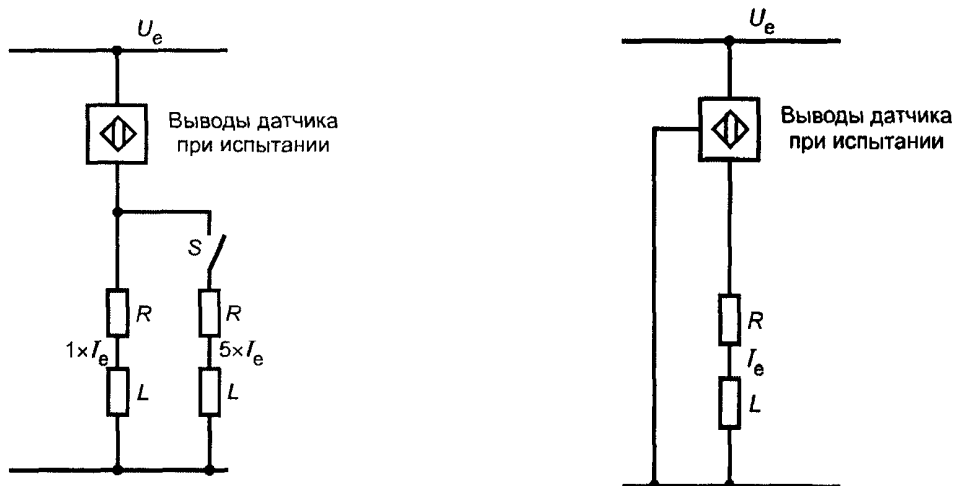 Uₑ
Выводы датчика
при испытании
S
R
R
1×Iₑ
5×Iₑ
L
L
Uₑ
Выводы датчика
при испытании
R
Iₑ
L